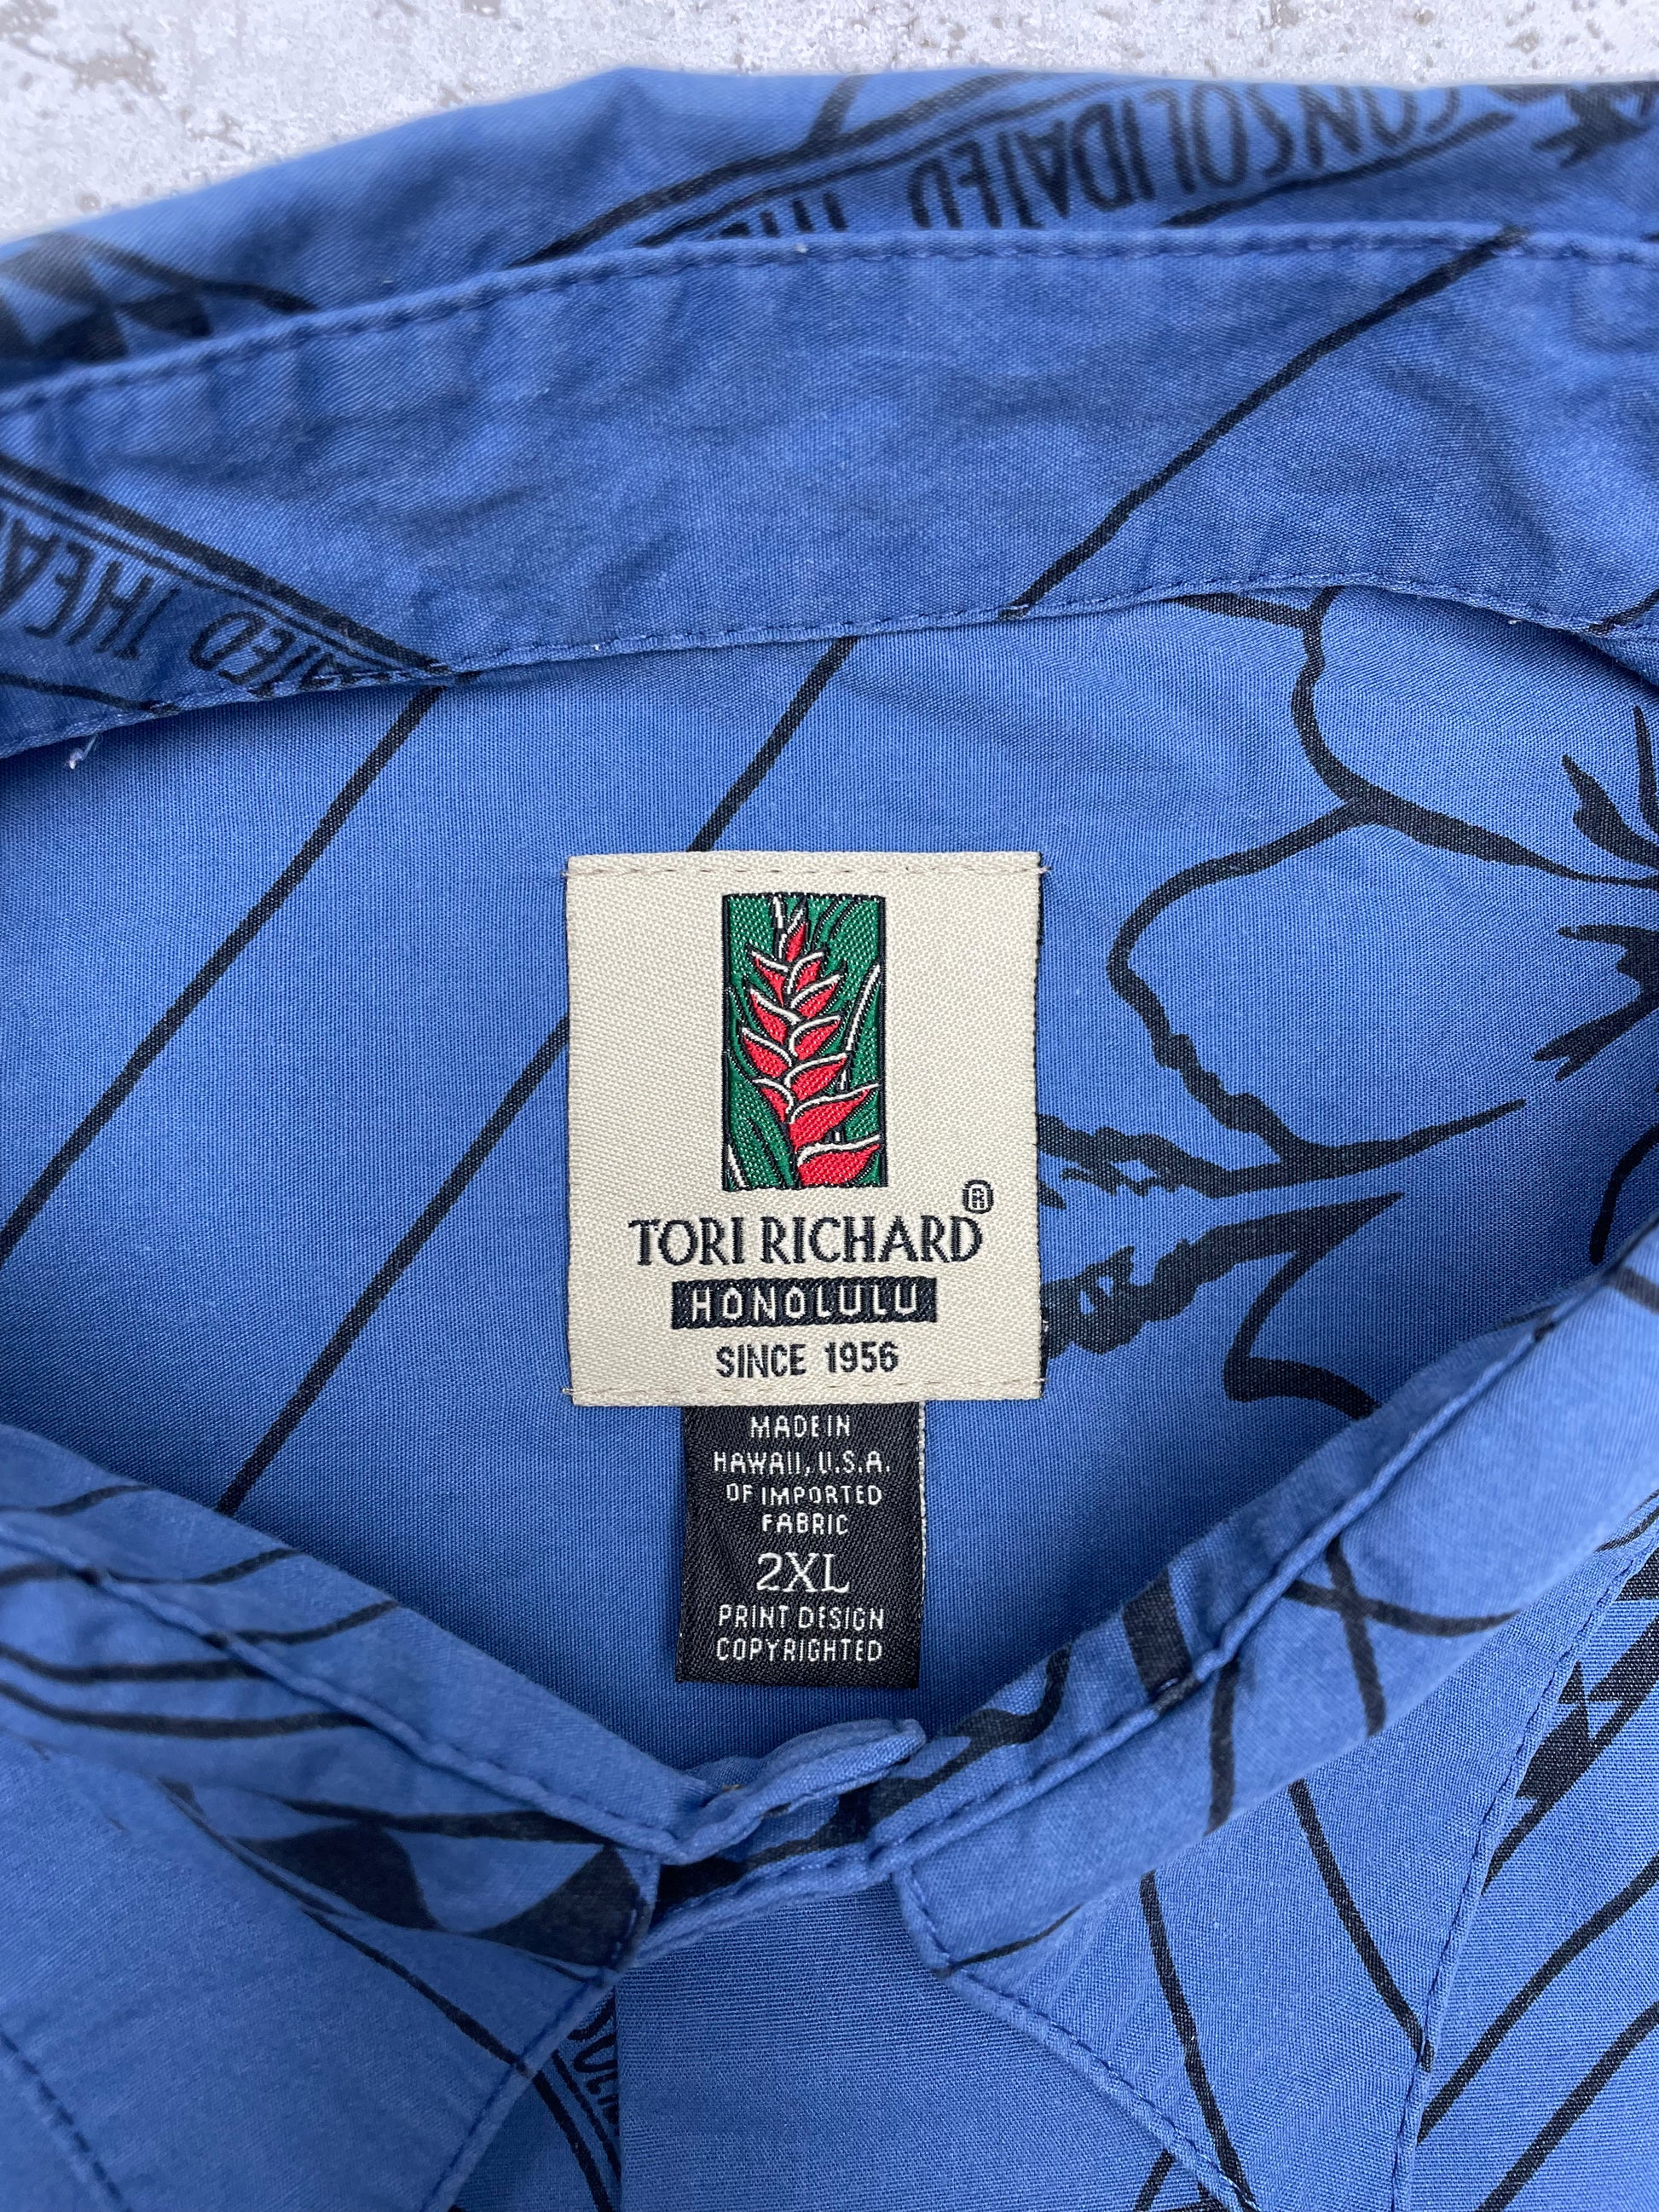 CONSOLIDATED
TORI RICHARD®
HONOLULU
SINCE 1956
MADE IN
HAWAII, U.S.A.
OF IMPORTED
FABRIC
2XL
PRINT DESIGN
COPYRIGHTED